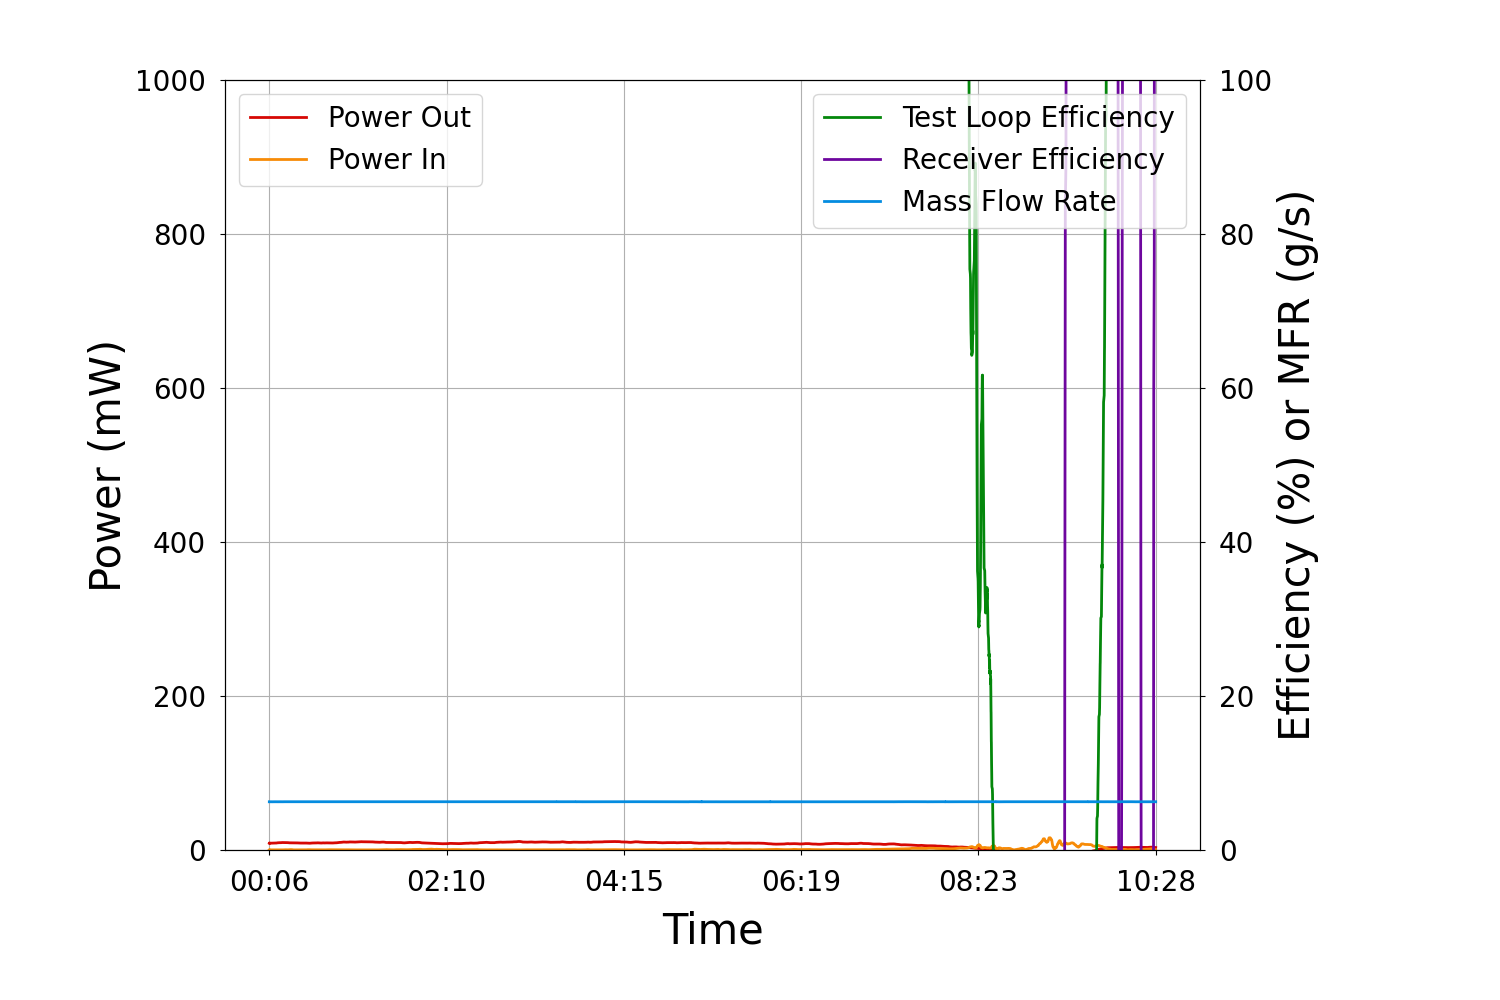 1000
800
600
400
200
0
Power (mW)
Power Out
Power In
Test Loop Efficiency
Receiver Efficiency
Mass Flow Rate
100
80
60
40
20
0
Efficiency (%) or MFR (g/s)
00:06 02:10 04:15 06:19 08:23 10:28
Time